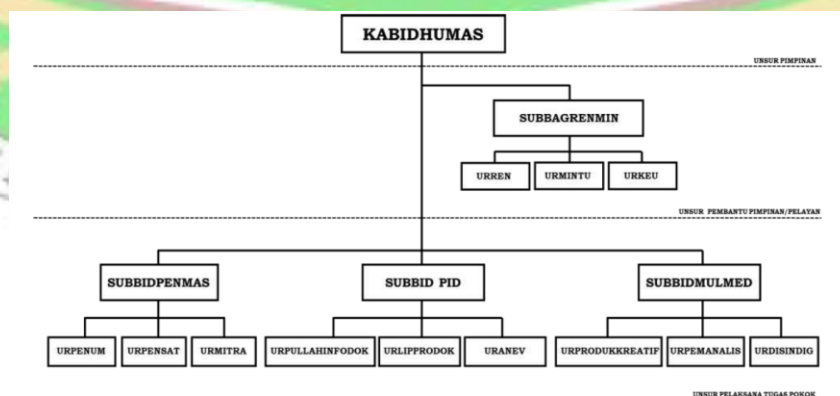 KABIDHUMAS
UNSUR PIMPINAN
SUBBAGRENMIN
URREN
URMINTU
URKEU
UNSUR PEMBANTU PIMPINAN/PELAYAN
SUBBIDPENMAS
SUBBID PID
SUBBIDMULMED
URPENUM
URPENSAT
URMITRA
URPULLAHINFODOK
URLIPPRODOK
URANEV
URPRODUKKREATIF
URPEMANALIS
URDISINDIG
UNSUR PELAKSANA TUGAS POKOK